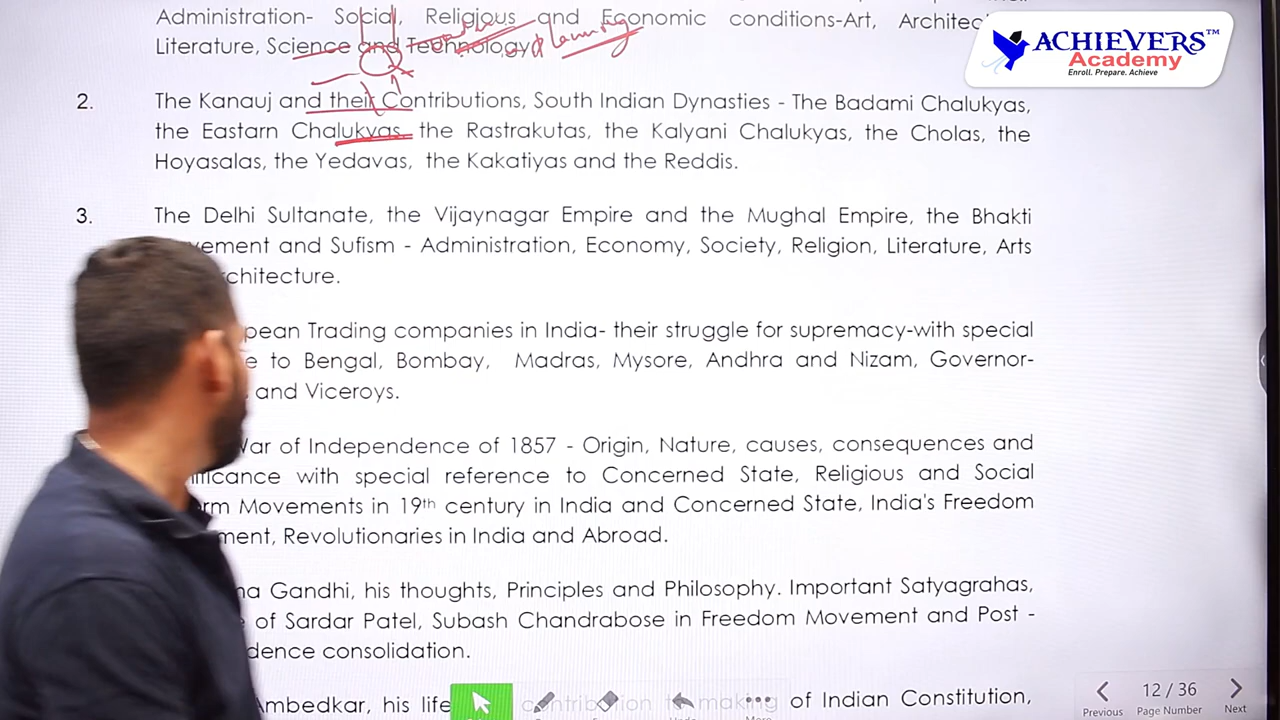 Administration- Social, Religious and Economic conditions-Art,
Literature, Science and Technology
planning
ACHIEVERS™
Academy
Enroll. Prepare. Achieve
2. The Kanauj and their Contributions, South Indian Dynasties - The Badami Chalukyas,
the Eastarn Chalukyas, the Rastrakutas, the Kalyani Chalukyas, the Cholas, the
Hoyasalas, the Yedavas, the Kakatiyas and the Reddis.
3. The Delhi Sultanate, the Vijaynagar Empire and the Mughal Empire, the Bhakti
and Sufism - Administration, Economy, Society, Religion, Literature, Arts
chitecture.
pean Trading companies in India- their struggle for supremacy-with special
to Bengal, Bombay, Madras, Mysore, Andhra and Nizam, Governor-
and Viceroys.
War of Independence of 1857 - Origin, Nature, causes, consequences and
with special reference to Concerned State, Religious and Social
rm Movements in 19th century in India and Concerned State, India's Freedom
ment, Revolutionaries in India and Abroad.
Gandhi, his thoughts, Principles and Philosophy. Important Satyagrahas,
of Sardar Patel, Subash Chandrabose in Freedom Movement and Post -
dence consolidation.
Ambedkar, his life making of Indian Constitution,
12 / 36
Previous Page Number Next